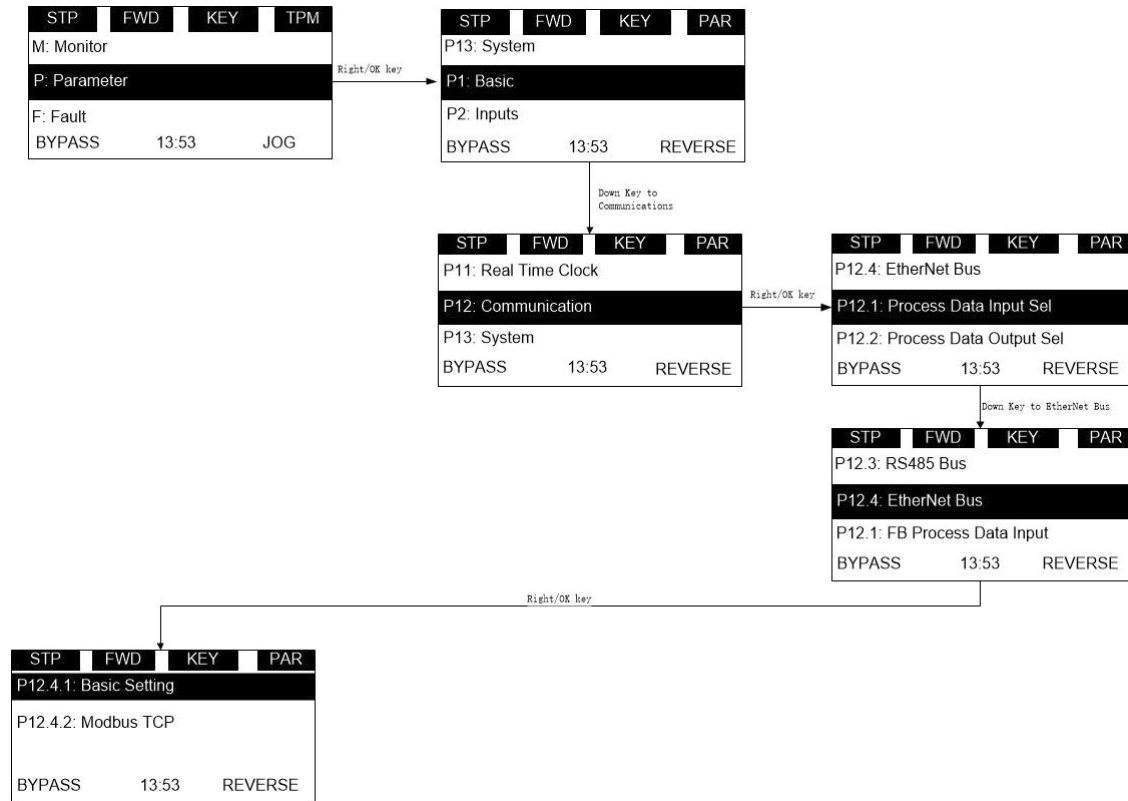 STP FWD KEY TPM
M: Monitor
P: Parameter
F: Fault
BYPASS 13:53 JOG
Right/OK key
STP FWD KEY PAR
P13: System
P1: Basic
P2: Inputs
BYPASS 13:53 REVERSE
Down Key to
Communications
STP FWD KEY PAR
P11: Real Time Clock
P12: Communication
P13: System
BYPASS 13:53 REVERSE
Right/OK key
STP FWD KEY PAR
P12.4: EtherNet Bus
P12.1: Process Data Input Sel
P12.2: Process Data Output Sel
BYPASS 13:53 REVERSE
Down Key to EtherNet Bus
STP FWD KEY PAR
P12.3: RS485 Bus
P12.4: EtherNet Bus
P12.1: FB Process Data Input
BYPASS 13:53 REVERSE
Right/OK key
STP FWD KEY PAR
P12.4.1: Basic Setting
P12.4.2: Modbus TCP
BYPASS 13:53 REVERSE